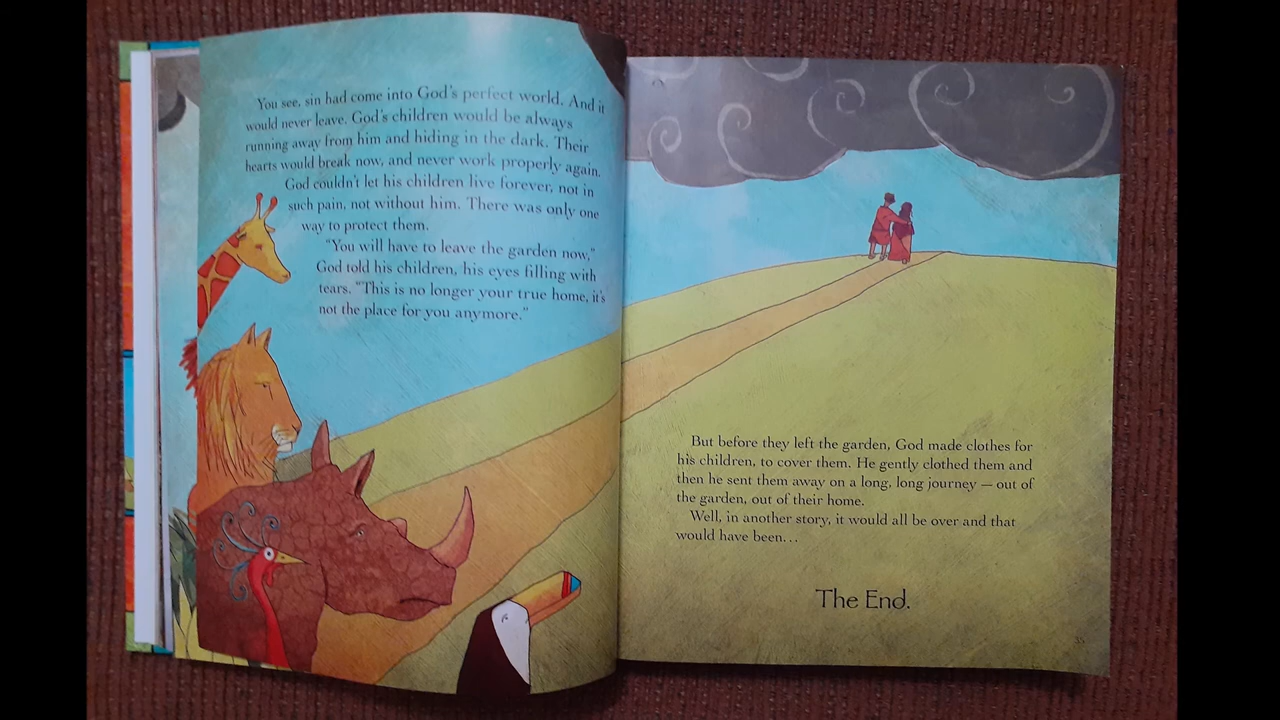 You see, sin had come into God's perfect world. And it
would never leave. God's children would be always
running away from him and hiding in the dark. Their
hearts would break now, and never work properly again.
God couldn't let his children live forever, not in
such pain, not without him. There was only one
way to protect them.
"You will have to leave the garden now,"
God told his children, his eyes filling with
tears. "This is no longer your true home, it's
not the place for you anymore."
But before they left the garden, God made clothes for
his children, to cover them. He gently clothed them and
then he sent them away on a long, long journey — out of
the garden, out of their home.
Well, in another story, it would all be over and that
would have been...
The End.
35